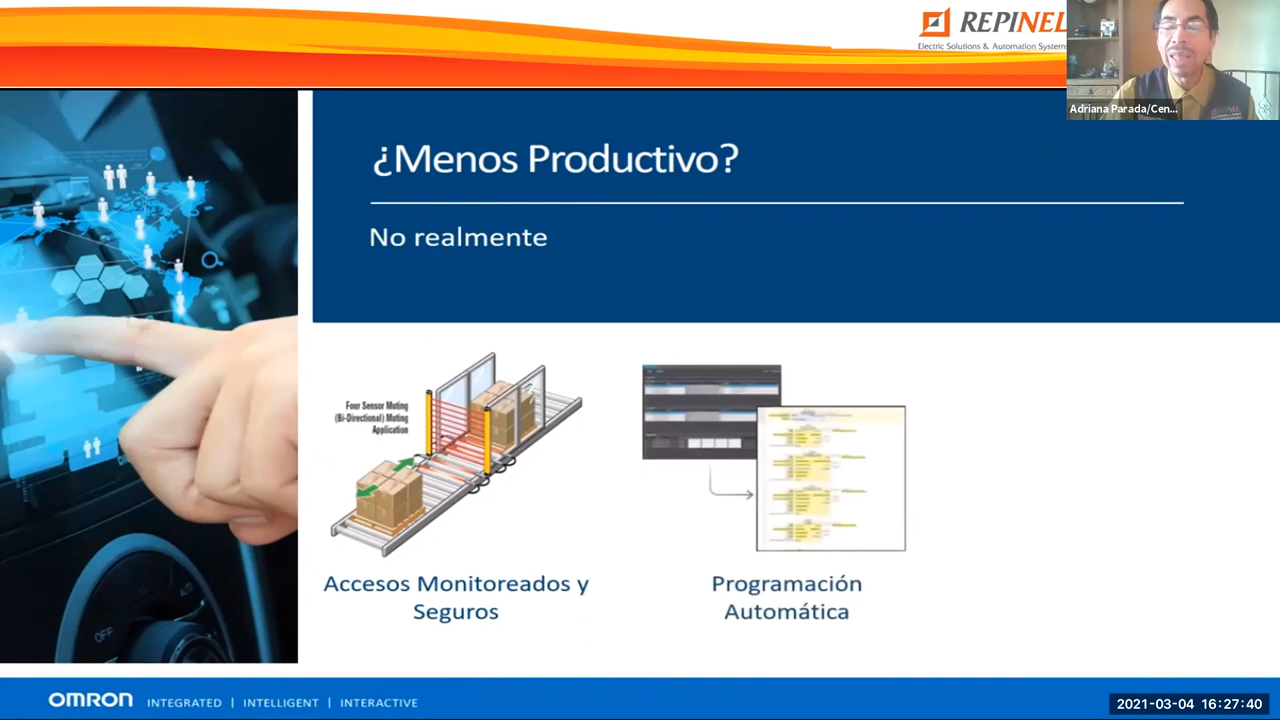 REPINEL
Electric Solutions & Automation Systems
Adriana Parada/Cen...
¿Menos Productivo?
No realmente
Four Sensor Muting
(Bi-Directional) Muting
Application
Accesos Monitoreados y
Seguros
Programación
Automática
OFF
OMRON INTEGRATED | INTELLIGENT | INTERACTIVE
2021-03-04 16:27:40